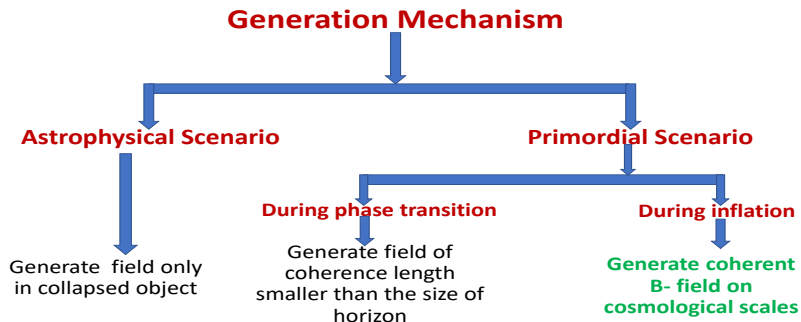 Generation Mechanism
Astrophysical Scenario
Primordial Scenario
During phase transition
During inflation
Generate field only
in collapsed object
Generate field of
coherence length
smaller than the size of
horizon
Generate coherent
B- field on
cosmological scales